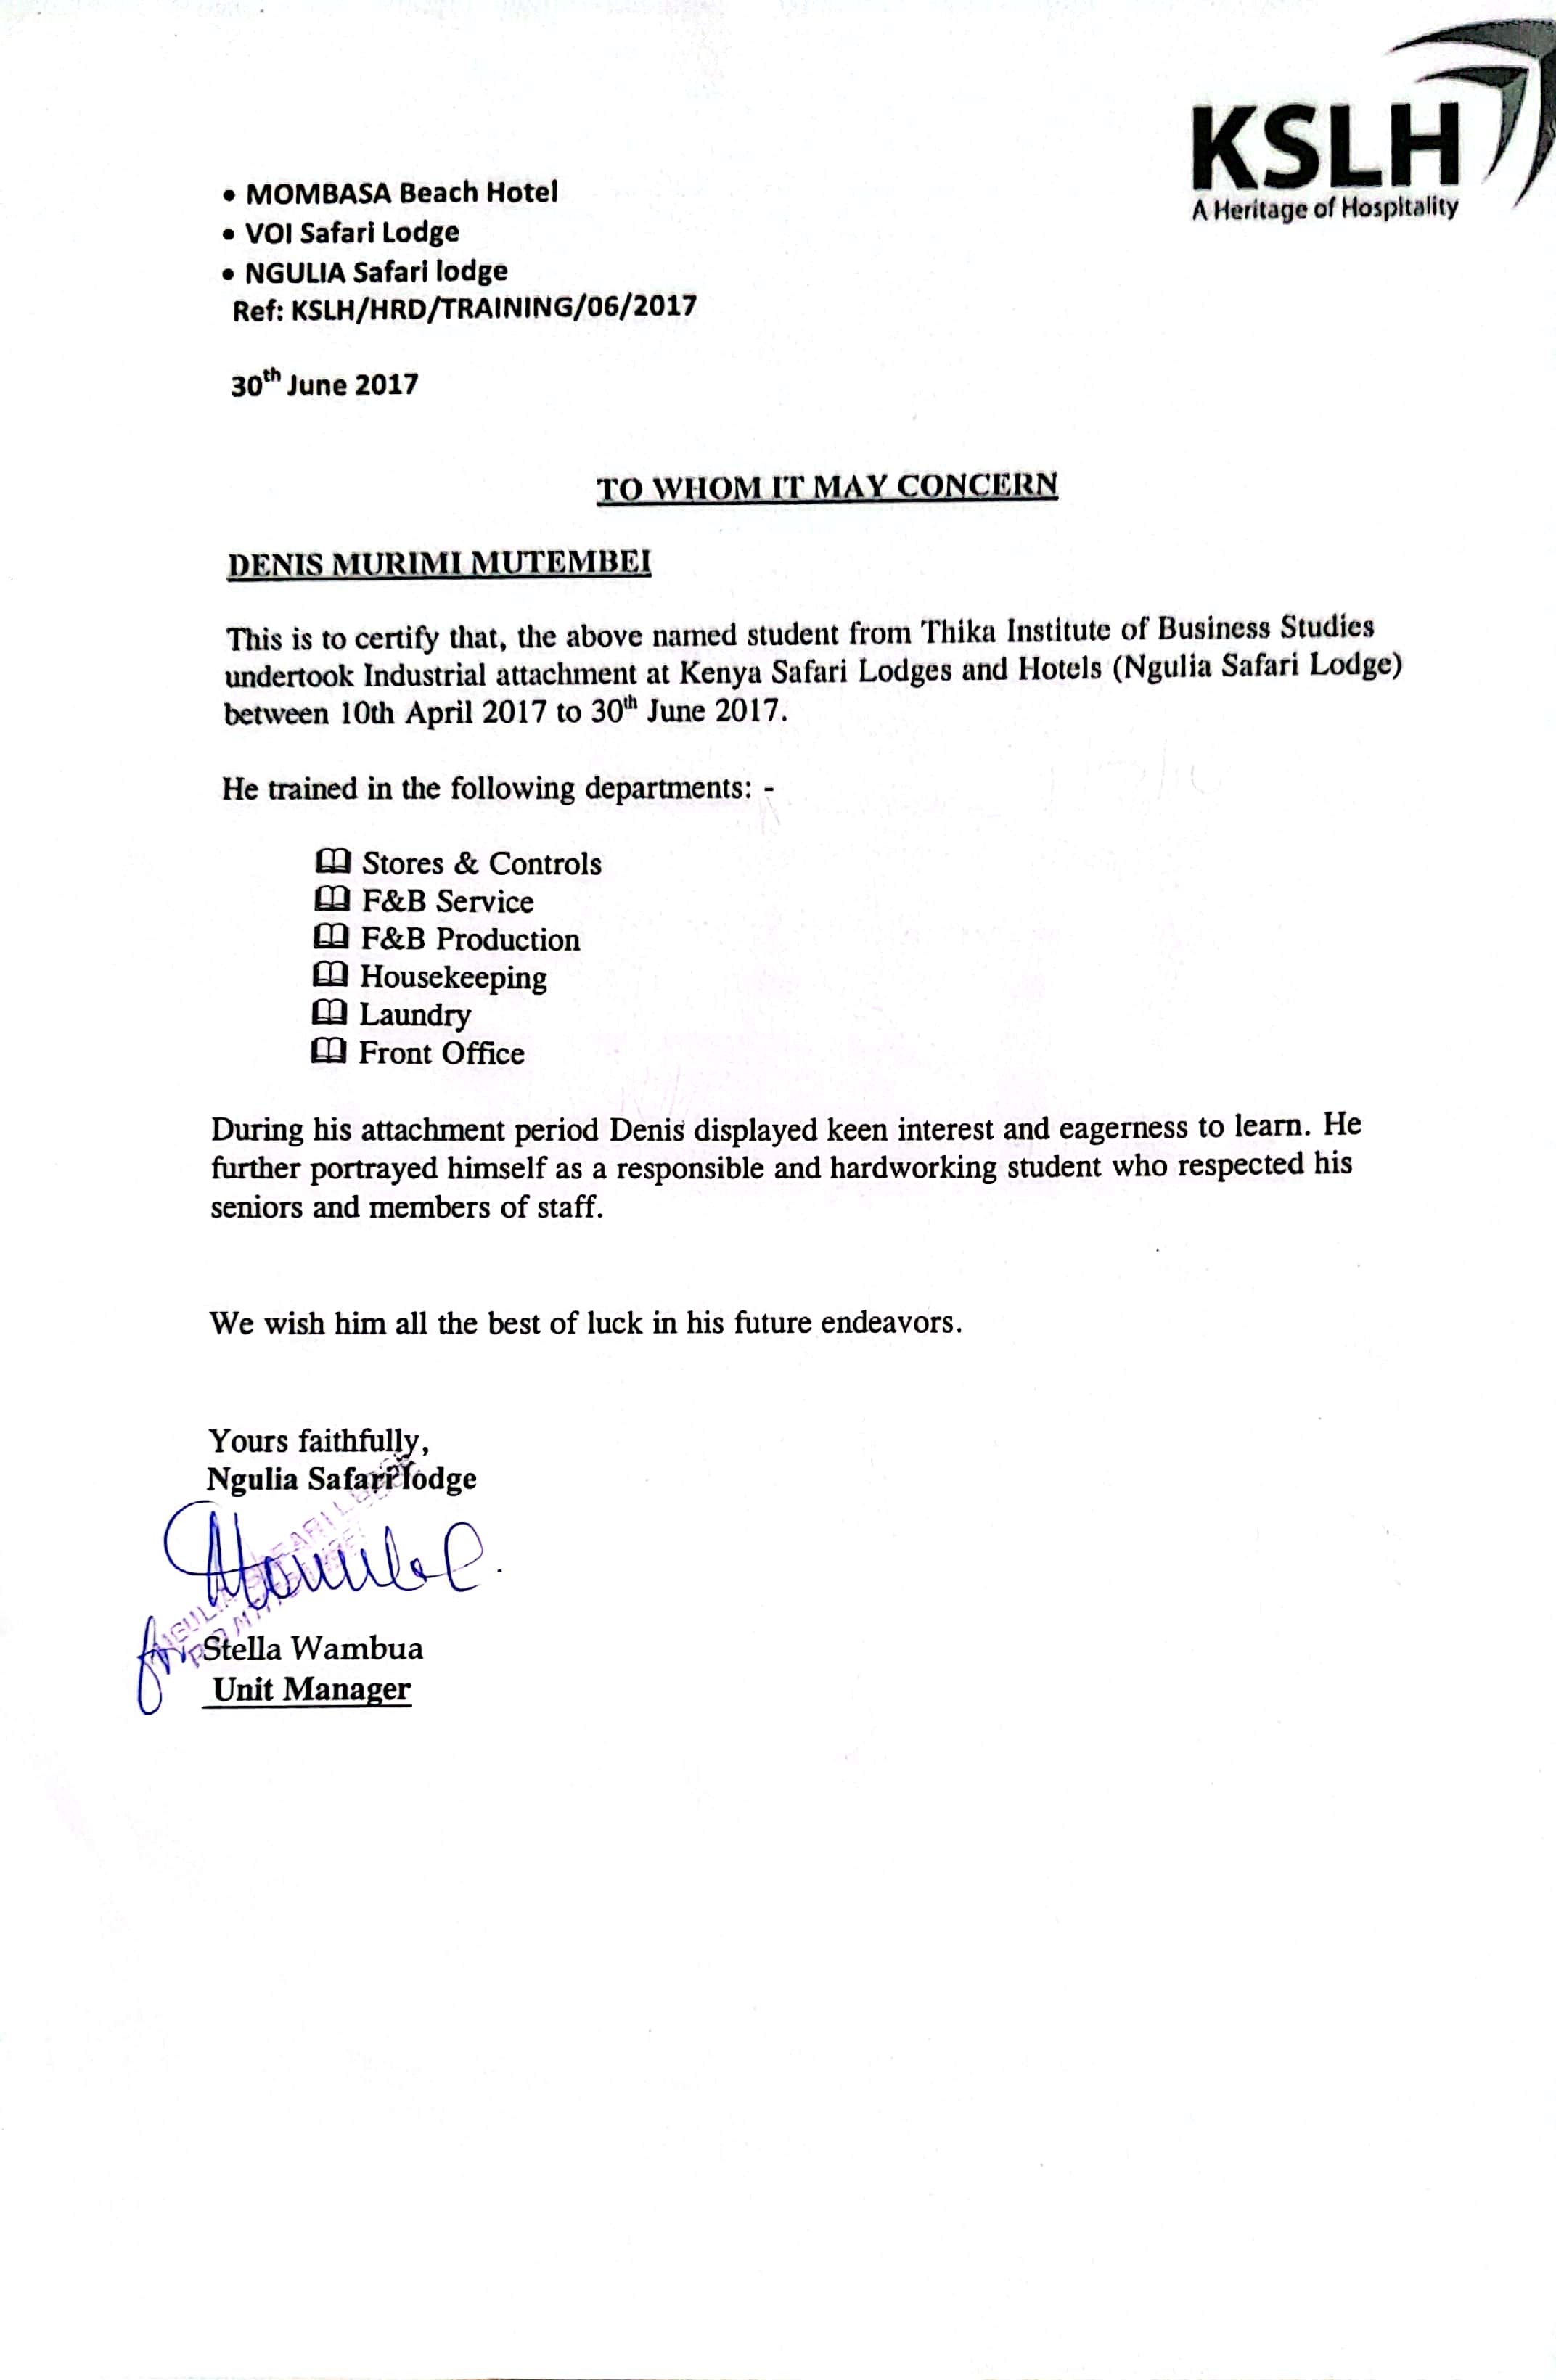 KSLH
A Heritage of Hospitality
• MOMBASA Beach Hotel
• VOI Safari Lodge
• NGULIA Safari lodge
Ref: KSLH/HRD/TRAINING/06/2017
30th June 2017
TO WHOM IT MAY CONCERN
DENIS MURIMI MUTEMBEI
This is to certify that, the above named student from Thika Institute of Business Studies
undertook Industrial attachment at Kenya Safari Lodges and Hotels (Ngulia Safari Lodge)
between 10th April 2017 to 30th June 2017.
He trained in the following departments: -
Stores & Controls
F&B Service
F&B Production
Housekeeping
Laundry
Front Office
During his attachment period Denis displayed keen interest and eagerness to learn. He
further portrayed himself as a responsible and hardworking student who respected his
seniors and members of staff.
We wish him all the best of luck in his future endeavors.
Yours faithfully,
Ngulia Safari lodge
for Stella Wambua
Unit Manager